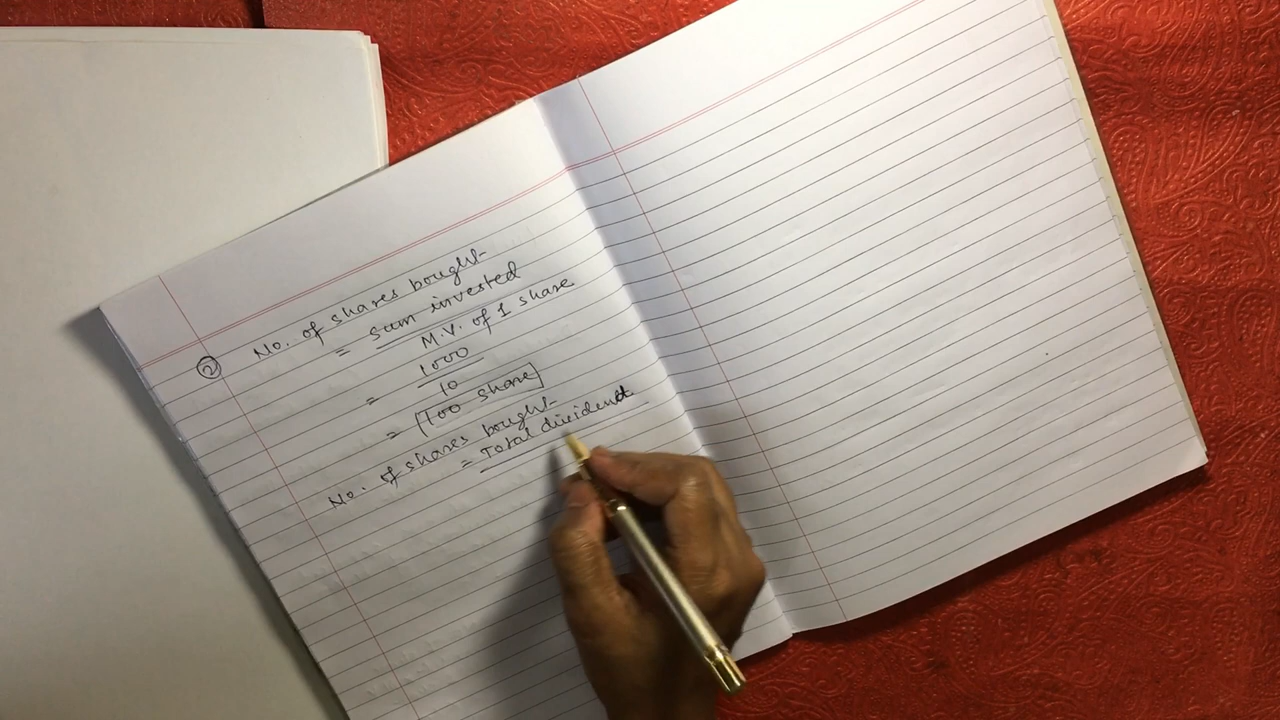 ② No. of shares bought
= Sum invested
M.V. of 1 share
= 1000
10
= 100 share
No. of shares bought
= Total dividend